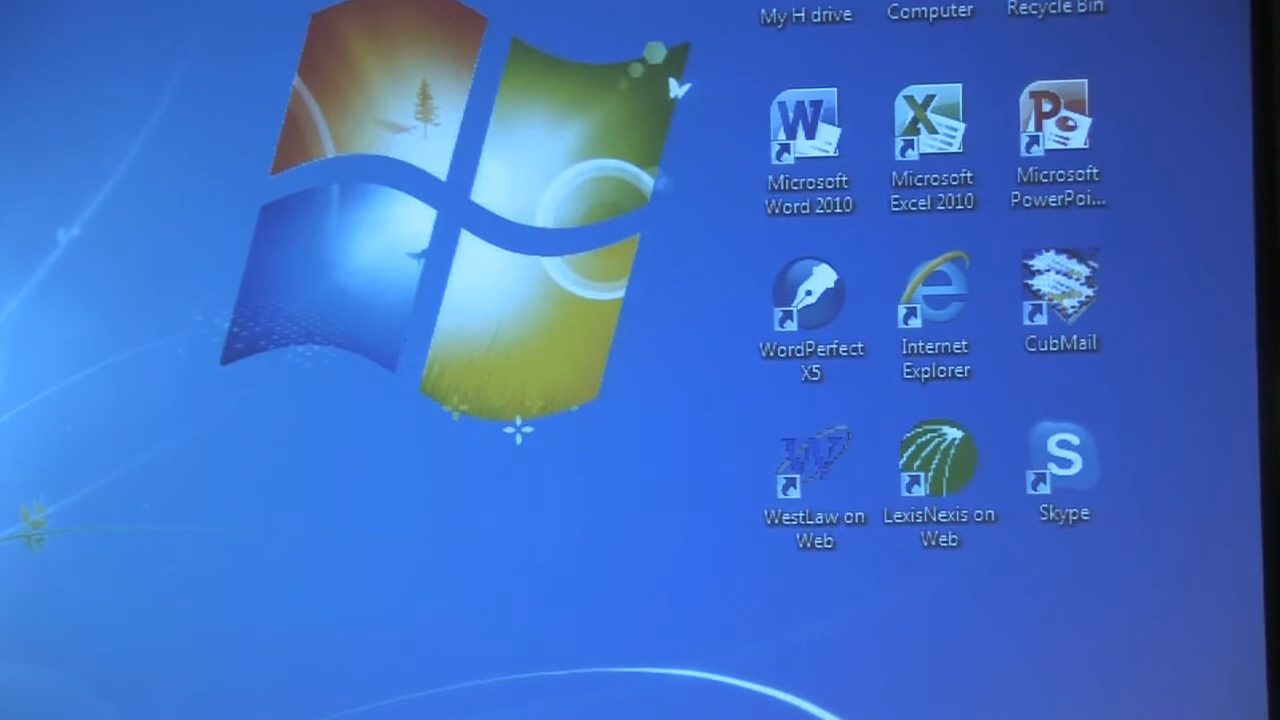 My H drive
Computer
Recycle Bin
Microsoft
Word 2010
Microsoft
Excel 2010
Microsoft
PowerPoi...
WordPerfect
X5
Internet
Explorer
CubMail
WestLaw on
Web
LexisNexis on
Web
Skype